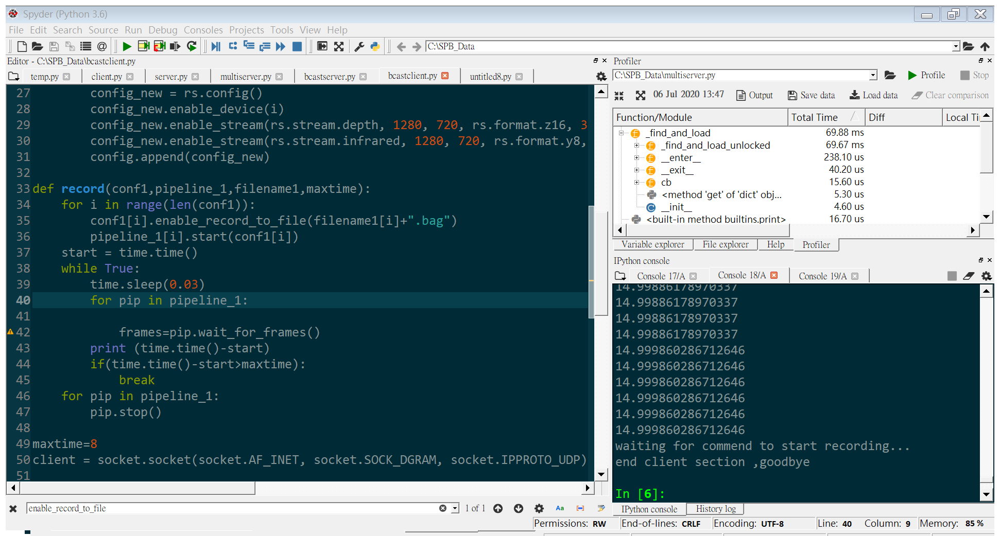 Spyder (Python 3.6)
File Edit Search Source Run Debug Consoles Projects Tools View Help
C:\SPB_Data
Editor - C:\SPB_Data\bcastclient.py
temp.py client.py server.py multiserver.py bcastserver.py bcastclient.py untitled8.py
27 config_new = rs.config()
28 config_new.enable_device(i)
29 config_new.enable_stream(rs.stream.depth, 1280, 720, rs.format.z16, 3
30 config_new.enable_stream(rs.stream.infrared, 1280, 720, rs.format.y8,
31 config.append(config_new)
32
33 def record(conf1,pipeline_1,filename1,maxtime):
34 for i in range(len(conf1)):
35 conf1[i].enable_record_to_file(filename1[i]+".bag")
36 pipeline_1[i].start(conf1[i])
37 start = time.time()
38 while True:
39 time.sleep(0.03)
40 for pip in pipeline_1:
41
42 frames=pip.wait_for_frames()
43 print (time.time()-start)
44 if(time.time()-start>maxtime):
45 break
46 for pip in pipeline_1:
47 pip.stop()
48
49 maxtime=8
50 client = socket.socket(socket.AF_INET, socket.SOCK_DGRAM, socket.IPPROTO_UDP)
51
enable_record_to_file 1 of 1 Aa
Profiler
C:\SPB_Data\multiserver.py Profile Stop
06 Jul 2020 13:47 Output Save data Load data Clear comparison
Function/Module Total Time Diff Local Ti
_find_and_load 69.88 ms
_find_and_load_unlocked 69.67 ms
__enter__ 238.10 us
__exit__ 40.20 us
cb 15.60 us
<method 'get' of 'dict' obj... 5.30 us
__init__ 4.60 us
<built-in method builtins.print> 16.70 us
Variable explorer File explorer Help Profiler
IPython console
Console 17/A Console 18/A Console 19/A
14.99886178970337
14.99886178970337
14.99886178970337
14.99886178970337
14.999860286712646
14.999860286712646
14.999860286712646
14.999860286712646
14.999860286712646
14.999860286712646
waiting for commend to start recording...
end client section ,goodbye
In [6]:
IPython console History log
Permissions: RW End-of-lines: CRLF Encoding: UTF-8 Line: 40 Column: 9 Memory: 85 %